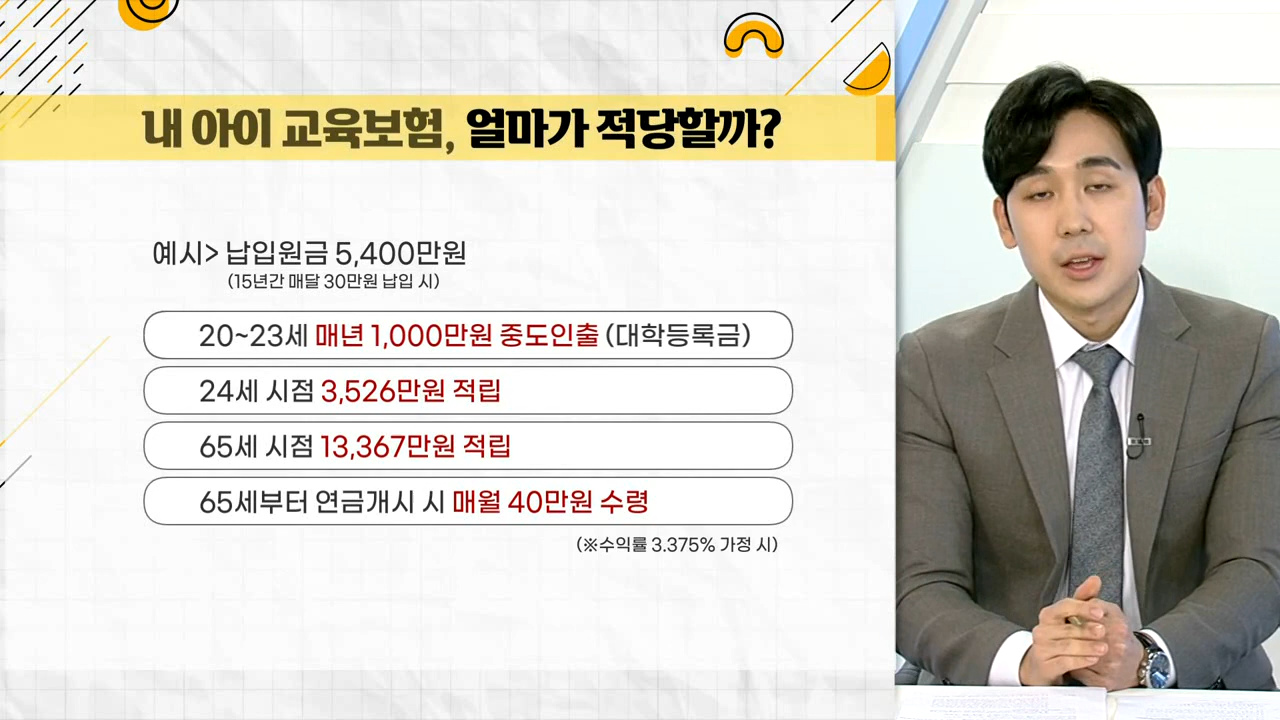 내 아이 교육보험, 얼마가 적당할까?
예시> 납입원금 5,400만원
(15년간 매달 30만원 납입 시)
20~23세 매년 1,000만원 중도인출 (대학등록금)
24세 시점 3,526만원 적립
65세 시점 13,367만원 적립
65세부터 연금개시 시 매월 40만원 수령
(※수익률 3.375% 가정 시)